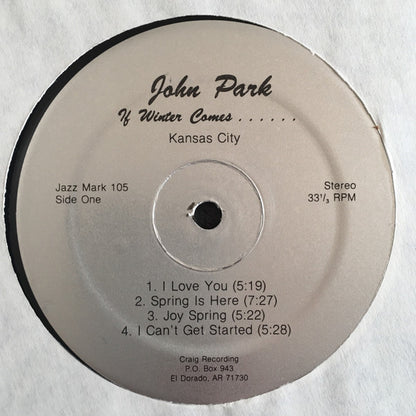 John Park
If Winter Comes......
Kansas City
Jazz Mark 105
Side One
Stereo
33⅓ RPM
1. I Love You (5:19)
2. Spring Is Here (7:27)
3. Joy Spring (5:22)
4. I Can't Get Started (5:28)
Craig Recording
P.O. Box 943
El Dorado, AR 71730